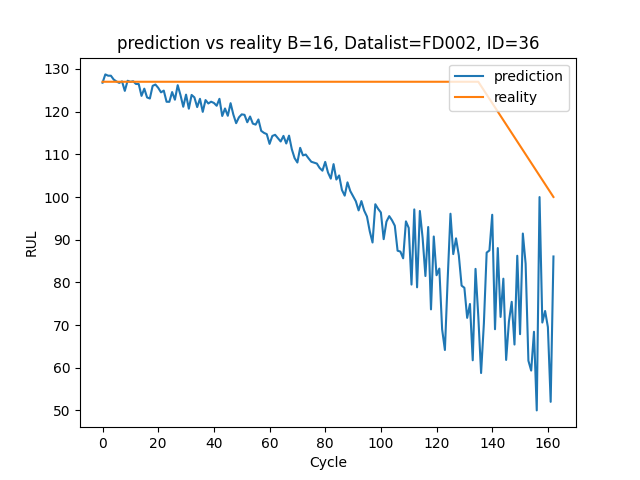 prediction vs reality B=16, Datalist=FD002, ID=36
prediction
reality
RUL
130
120
110
100
90
80
70
60
50
0 20 40 60 80 100 120 140 160
Cycle